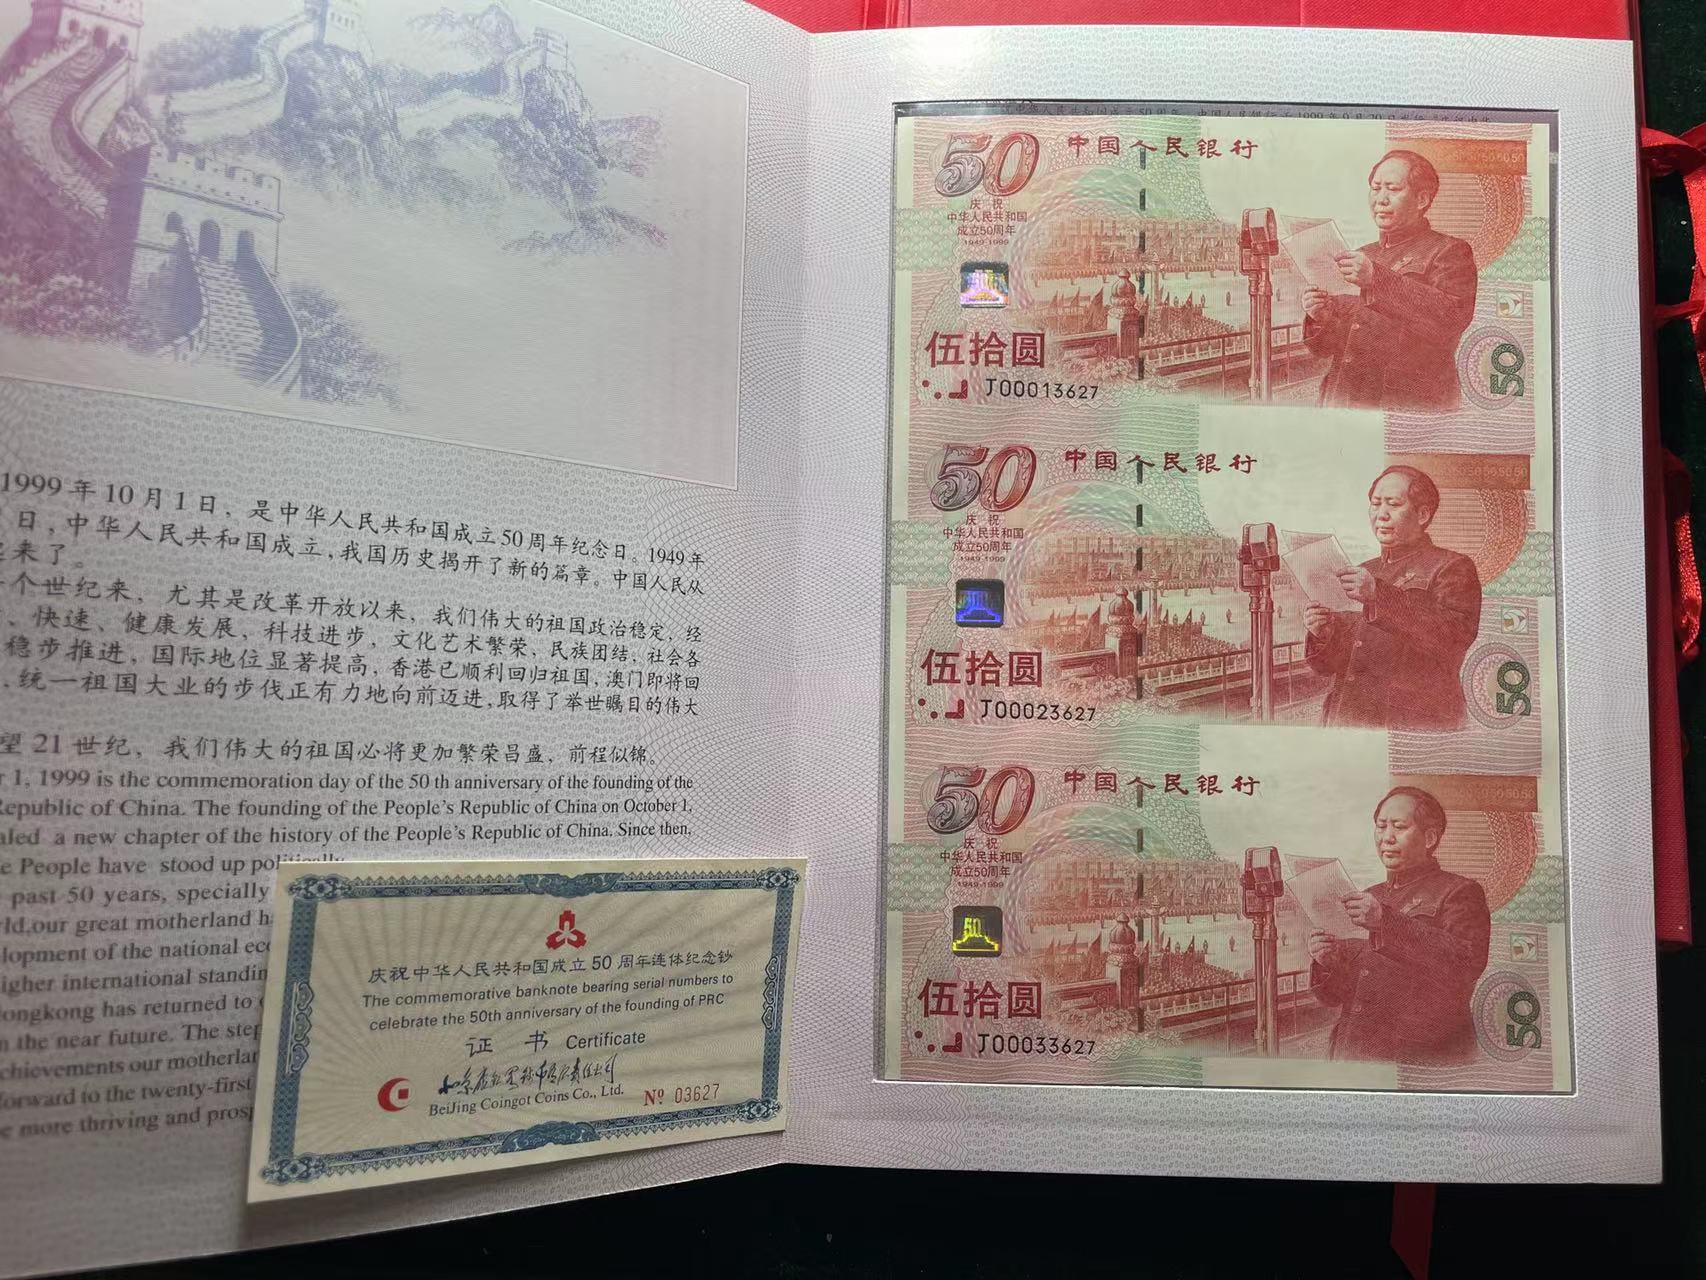 1999年10月1日，是中华人民共和国成立50周年纪念日。1949年
日，中华人民共和国成立，我国历史揭开了新的篇章。中国人民从
来了。
个世纪来，尤其是改革开放以来，我们伟大的祖国政治稳定，经
、快速、健康发展，科技进步，文化艺术繁荣，民族团结，社会各
稳步推进，国际地位显著提高，香港已顺利回归祖国，澳门即将回
，统一祖国大业的步伐正有力地向前迈进，取得了举世瞩目的伟大
望21世纪，我们伟大的祖国必将更加繁荣昌盛，前程似锦。
r 1, 1999 is the commemoration day of the 50 th anniversary of the founding of the
Republic of China. The founding of the People's Republic of China on October 1,
aled a new chapter of the history of the People's Republic of China. Since then,
e People have stood up politically
past 50 years, specially
rld,our great motherland ha
lopment of the national eco
igher international standin
ongkong has returned to
n the near future. The step
chievements our motherlan
forward to the twenty-first
e more thriving and prosp
庆祝中华人民共和国成立50周年连体纪念钞
The commemorative banknote bearing serial numbers to
celebrate the 50th anniversary of the founding of PRC
证书 Certificate
BeiJing Coingot Coins Co., Ltd.
Nº 03627
50 中国人民银行
庆祝
中华人民共和国
成立50周年
1949-1999
伍拾圆
J00013627
50
50 中国人民银行
庆祝
中华人民共和国
成立50周年
1949-1999
伍拾圆
J00023627
50
50 中国人民银行
庆祝
中华人民共和国
成立50周年
1949-1999
50
伍拾圆
J00033627
50